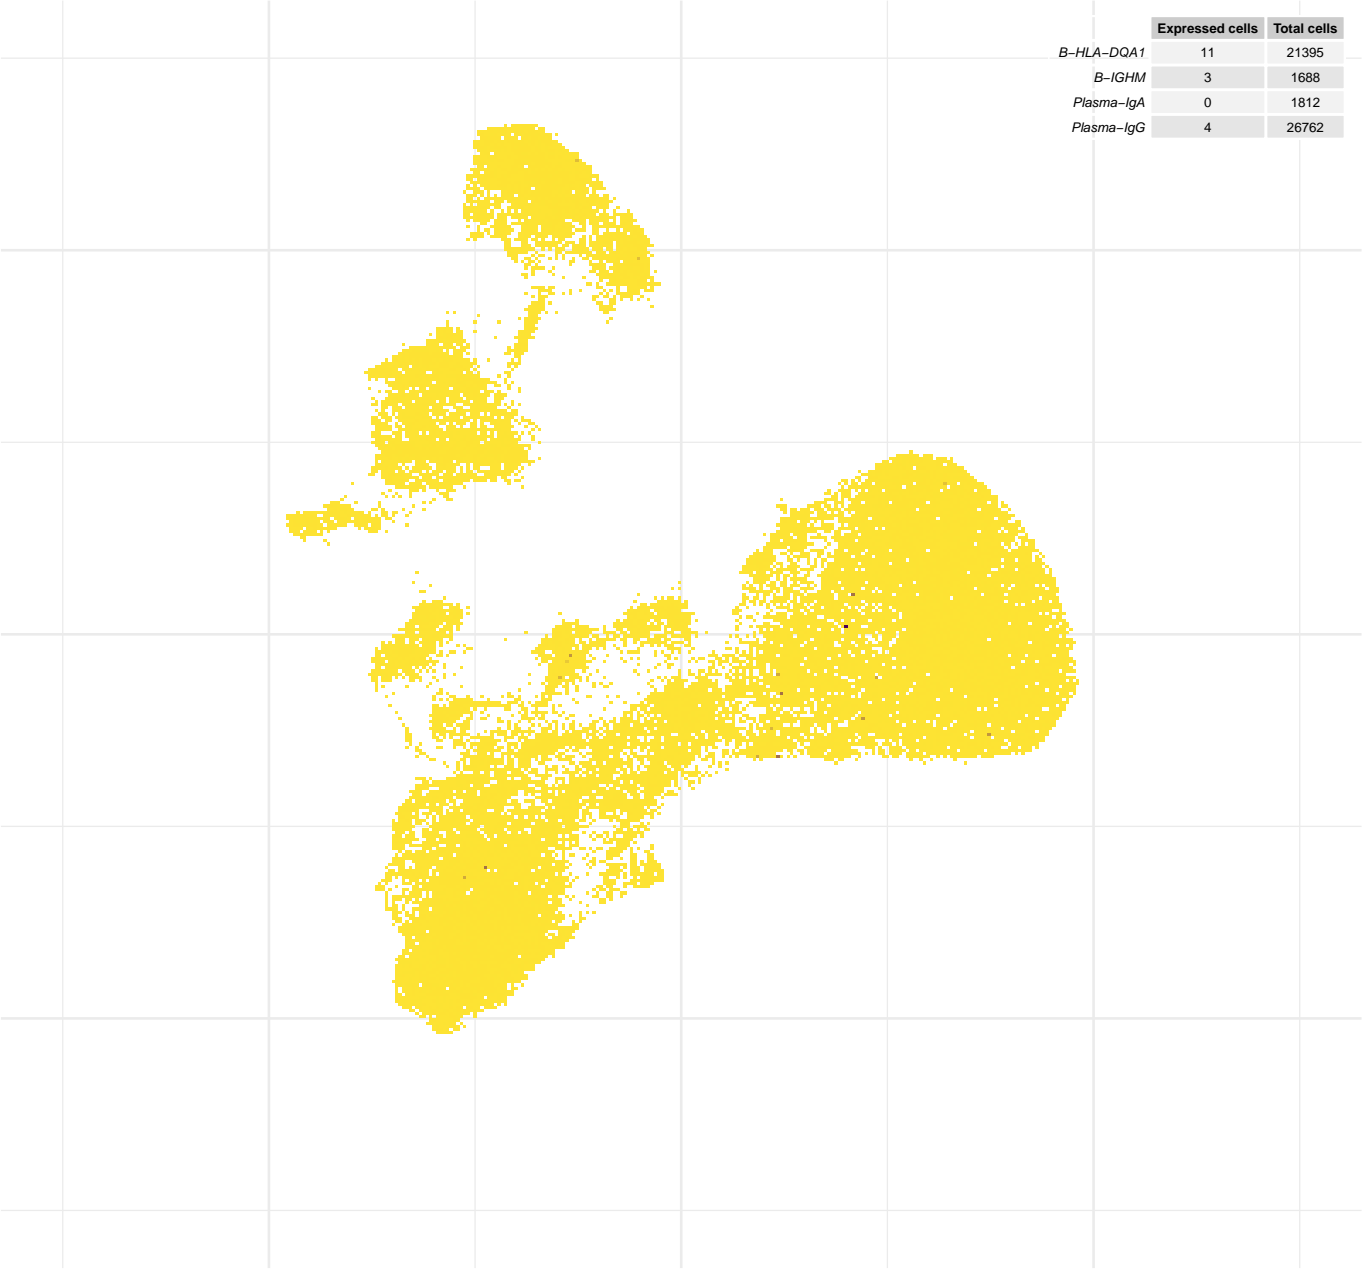 Expressed cells Total cells
B−HLA−DQA1 11 21395
B−IGHM 3 1688
Plasma−IgA 0 1812
Plasma−IgG 4 26762